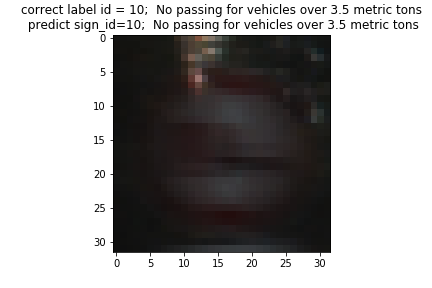 correct label id = 10;  No passing for vehicles over 3.5 metric tons
predict sign_id=10;  No passing for vehicles over 3.5 metric tons
0
5
10
15
20
25
30
0 5 10 15 20 25 30